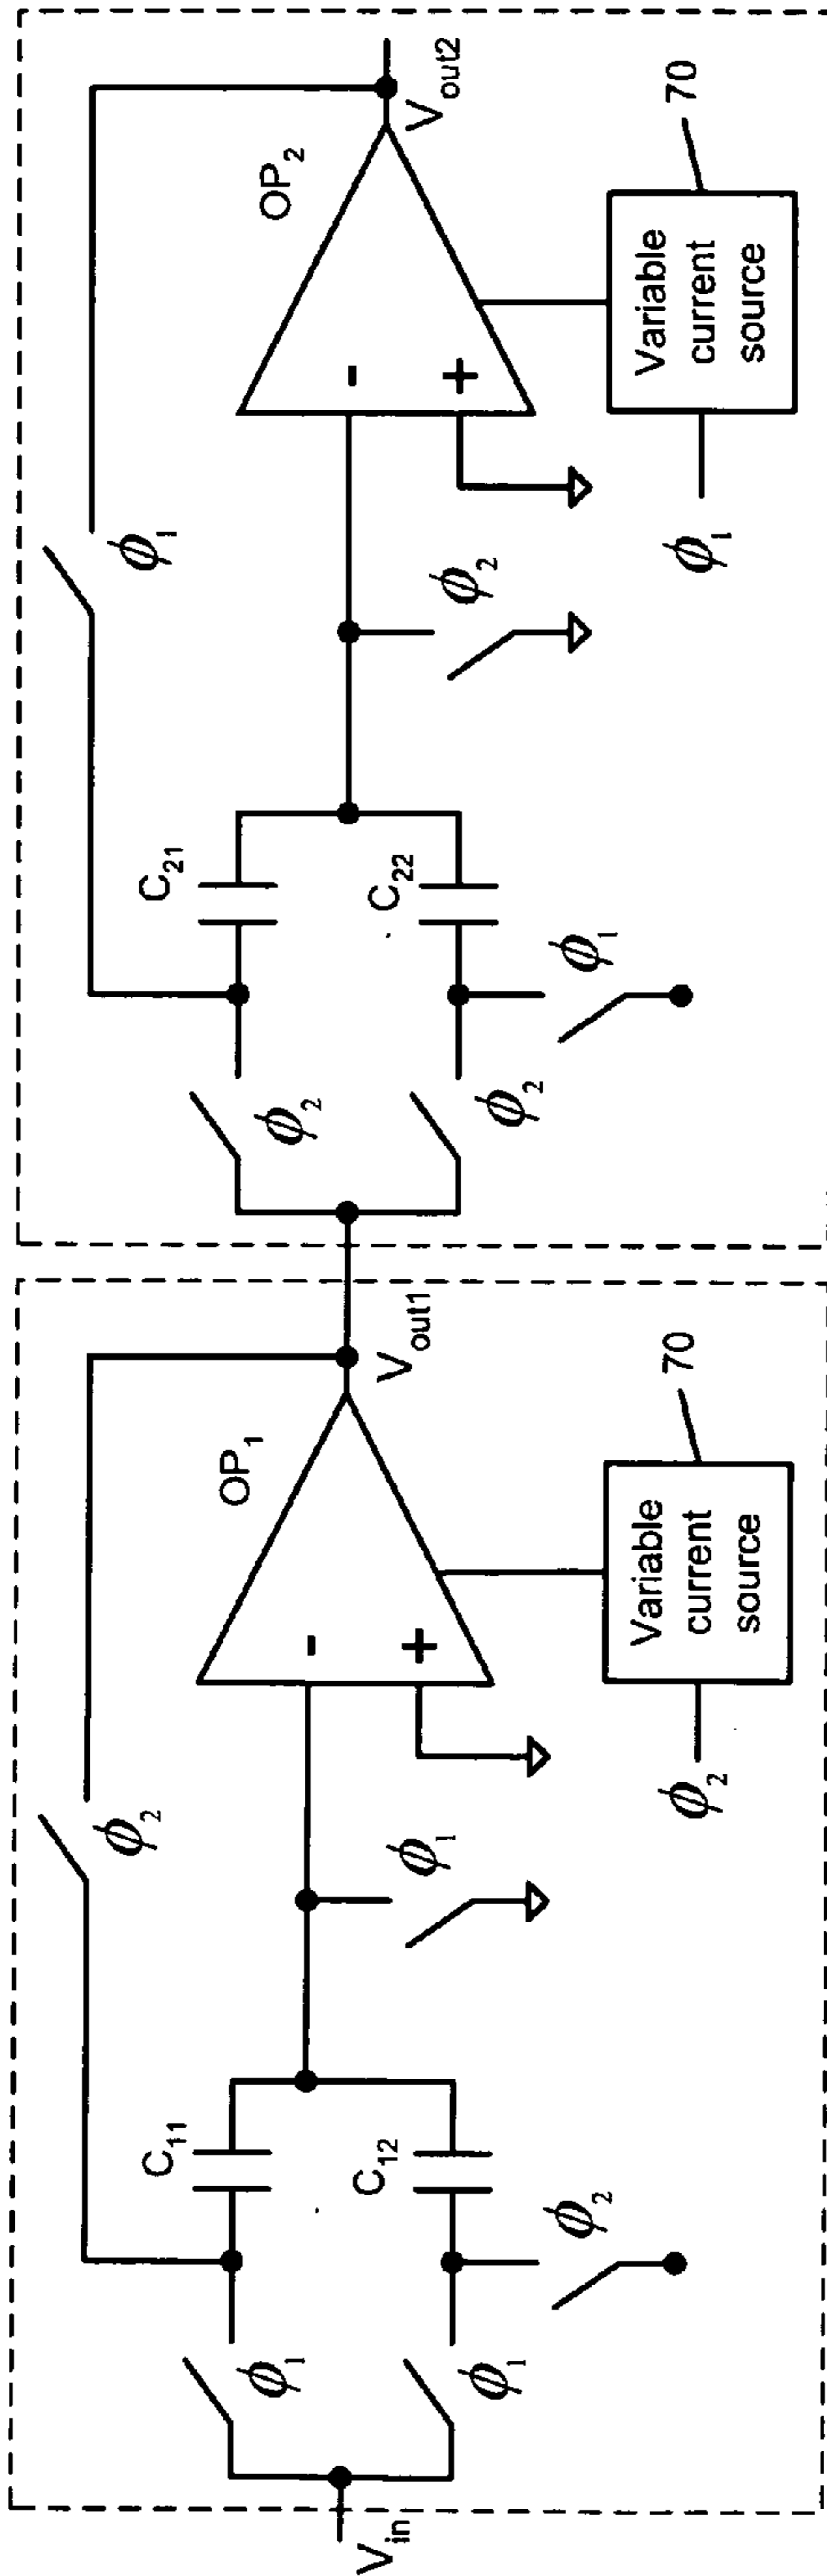 V_in
ϕ_1
ϕ_1
C_11
C_12
ϕ_2
ϕ_2
ϕ_1
-
+
OP_1
V_out1
ϕ_2
Variable
current
source
70
ϕ_2
ϕ_2
C_21
C_22
ϕ_1
ϕ_1
ϕ_2
-
+
OP_2
V_out2
ϕ_1
Variable
current
source
70